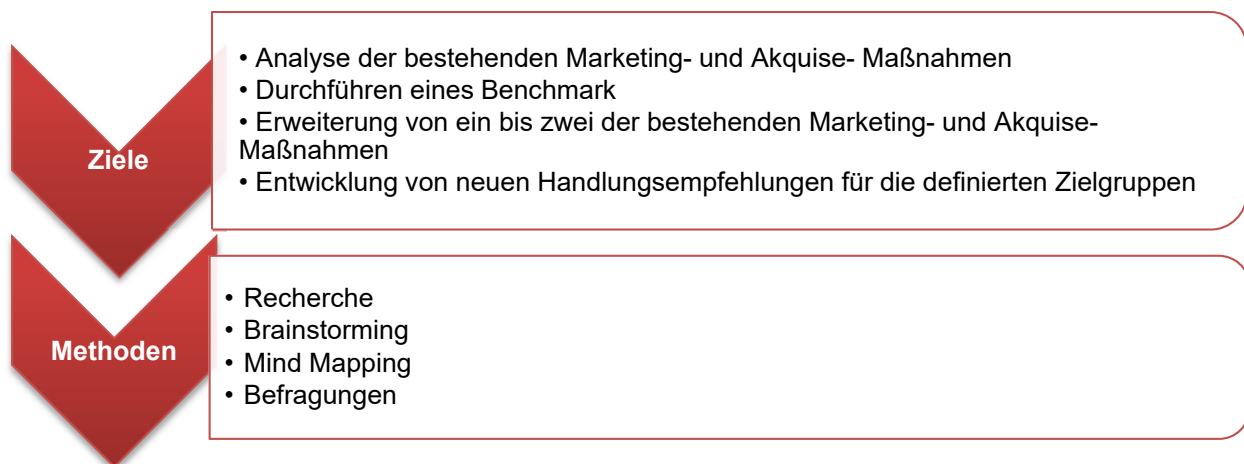 Ziele
• Analyse der bestehenden Marketing- und Akquise- Maßnahmen
• Durchführen eines Benchmark
• Erweiterung von ein bis zwei der bestehenden Marketing- und Akquise-
Maßnahmen
• Entwicklung von neuen Handlungsempfehlungen für die definierten Zielgruppen
Methoden
• Recherche
• Brainstorming
• Mind Mapping
• Befragungen